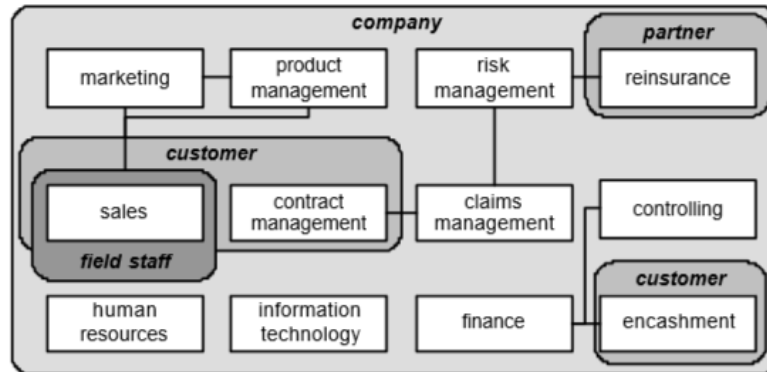 company
partner
marketing
product
management
risk
management
reinsurance
customer
sales
contract
management
claims
management
controlling
field staff
customer
human
resources
information
technology
finance
encashment